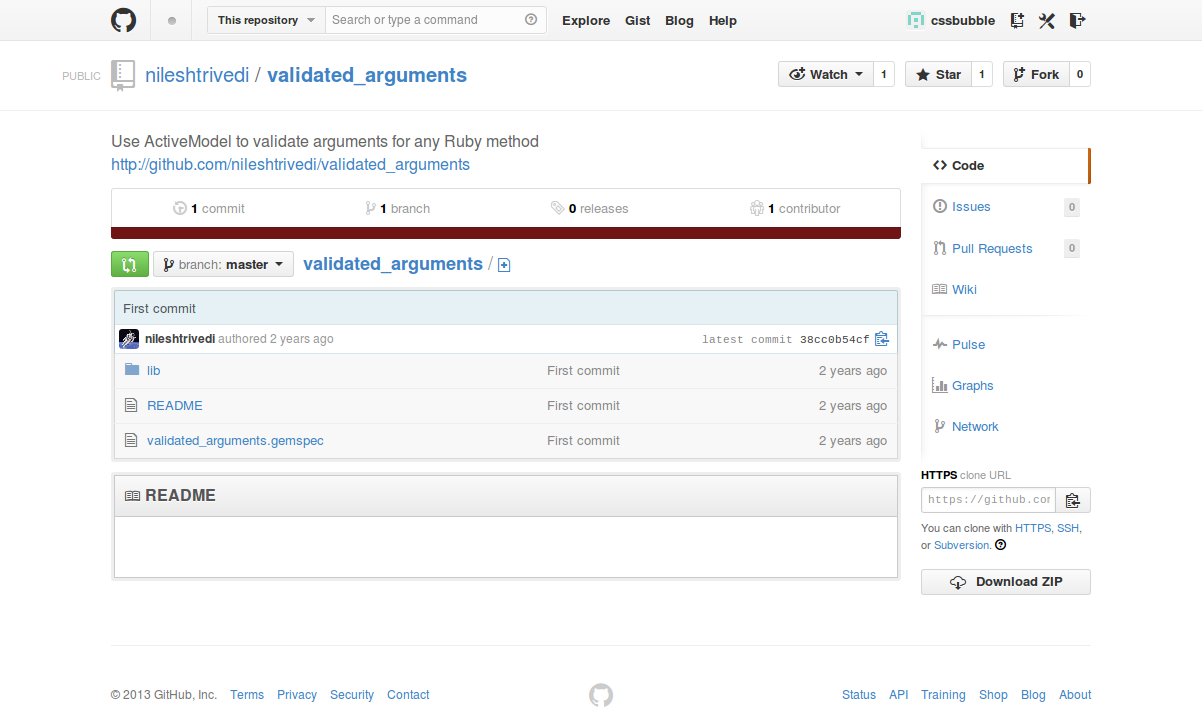 This repository Search or type a command Explore Gist Blog Help cssbubble
PUBLIC nileshtrivedi / validated_arguments Watch 1 Star 1 Fork 0
Use ActiveModel to validate arguments for any Ruby method
http://github.com/nileshtrivedi/validated_arguments
1 commit 1 branch 0 releases 1 contributor
branch: master validated_arguments /
First commit
nileshtrivedi authored 2 years ago latest commit 38cc0b54cf
lib First commit 2 years ago
README First commit 2 years ago
validated_arguments.gemspec First commit 2 years ago
README
Code
Issues 0
Pull Requests 0
Wiki
Pulse
Graphs
Network
HTTPS clone URL
https://github.com
You can clone with HTTPS, SSH,
or Subversion.
Download ZIP
© 2013 GitHub, Inc. Terms Privacy Security Contact Status API Training Shop Blog About